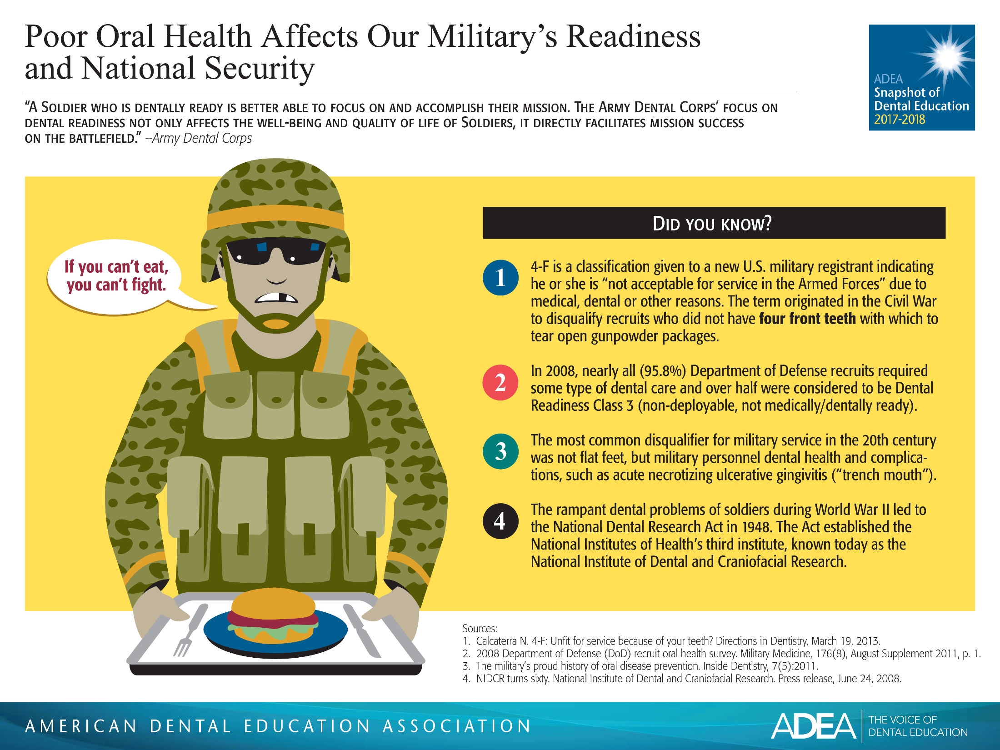 Poor Oral Health Affects Our Military’s Readiness
and National Security
“A Soldier who is dentally ready is better able to focus on and accomplish their mission. The Army Dental Corps’ focus on
dental readiness not only affects the well-being and quality of life of Soldiers, it directly facilitates mission success
on the battlefield.” --Army Dental Corps
ADEA
Snapshot of
Dental Education
2017-2018
If you can’t eat,
you can’t fight.
Did you know?
1
4-F is a classification given to a new U.S. military registrant indicating
he or she is “not acceptable for service in the Armed Forces” due to
medical, dental or other reasons. The term originated in the Civil War
to disqualify recruits who did not have four front teeth with which to
tear open gunpowder packages.
2
In 2008, nearly all (95.8%) Department of Defense recruits required
some type of dental care and over half were considered to be Dental
Readiness Class 3 (non-deployable, not medically/dentally ready).
3
The most common disqualifier for military service in the 20th century
was not flat feet, but military personnel dental health and complica-
tions, such as acute necrotizing ulcerative gingivitis (“trench mouth”).
4
The rampant dental problems of soldiers during World War II led to
the National Dental Research Act in 1948. The Act established the
National Institutes of Health’s third institute, known today as the
National Institute of Dental and Craniofacial Research.
Sources:
1. Calcaterra N. 4-F: Unfit for service because of your teeth? Directions in Dentistry, March 19, 2013.
2. 2008 Department of Defense (DoD) recruit oral health survey. Military Medicine, 176(8), August Supplement 2011, p. 1.
3. The military’s proud history of oral disease prevention. Inside Dentistry, 7(5):2011.
4. NIDCR turns sixty. National Institute of Dental and Craniofacial Research. Press release, June 24, 2008.
AMERICAN DENTAL EDUCATION ASSOCIATION
ADEA
THE VOICE OF
DENTAL EDUCATION